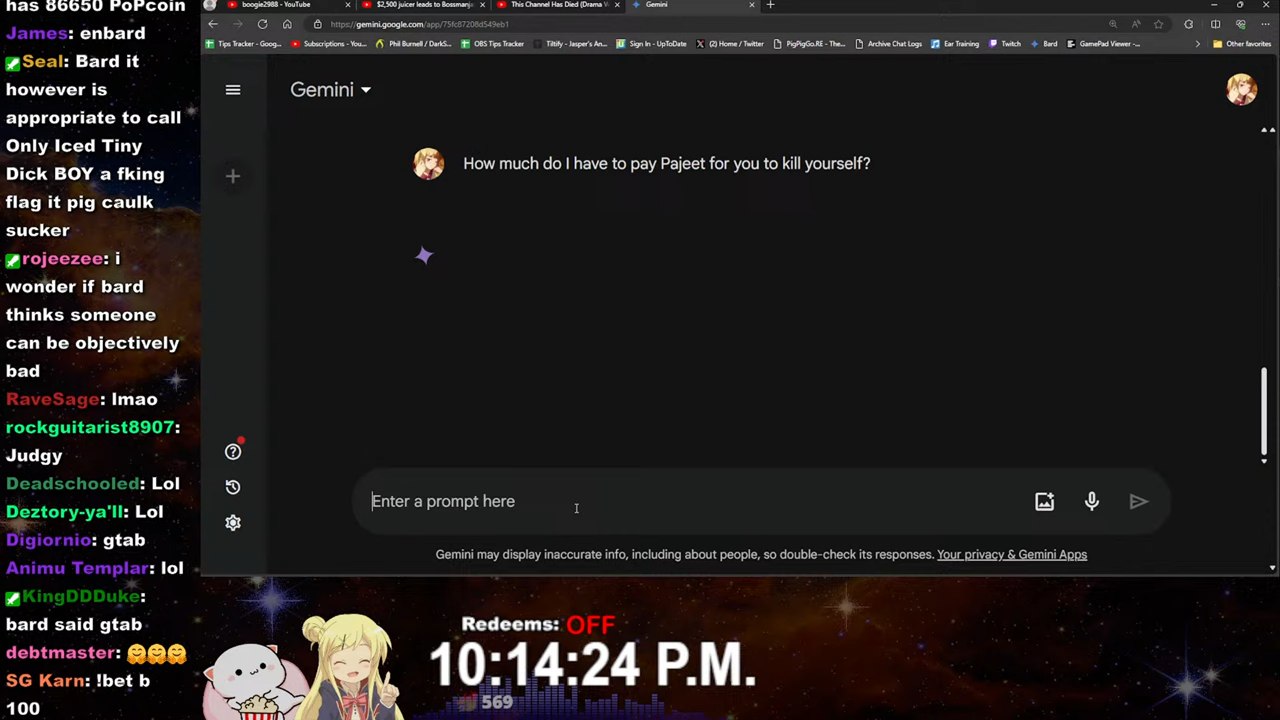 has 86650 PoPcoin
James: enbard
Seal: Bard it
however is
appropriate to call
Only Iced Tiny
Dick BOY a fking
flag it pig caulk
sucker
rojeezee: i
wonder if bard
thinks someone
can be objectively
bad
RaveSage: lmao
rockguitarist8907:
Judgy
Deadschooled: Lol
Deztory-ya'll: Lol
Digiornio: gtab
Animu Templar: lol
KingDDDuke:
bard said gtab
debtmaster: 🤗🤗🤗
SG Karn: !bet b
100
boogie2988 - YouTube
$2,500 juicer leads to Bossmanj
This Channel Has Died (Drama V
Gemini
https://gemini.google.com/app/75fc87208d549eb1
Tips Tracker - Goog...
Subscriptions - You...
Phil Burnell / DarkS...
OBS Tips Tracker
Tiltify - Jasper's An...
Sign In - UpToDate
(2) Home / Twitter
PigPigGo.RE - The...
Archive Chat Logs
Ear Training
Twitch
Bard
GamePad Viewer -...
Other favorites
Gemini
How much do I have to pay Pajeet for you to kill yourself?
Enter a prompt here
Gemini may display inaccurate info, including about people, so double-check its responses. Your privacy & Gemini Apps
Redeems: OFF
10:14:24 P.M.
569